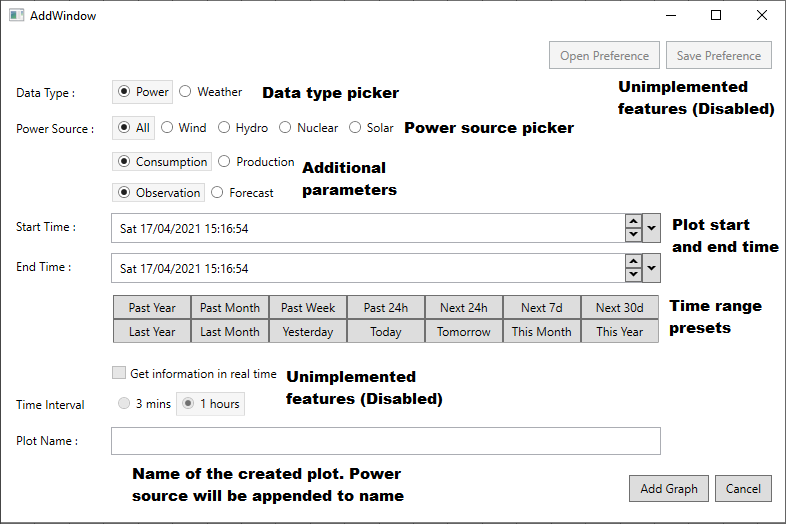 AddWindow
Open Preference Save Preference
Data Type : Power Weather Data type picker
Unimplemented
features (Disabled)
Power Source : All Wind Hydro Nuclear Solar Power source picker
Consumption Production
Additional
parameters
Observation Forecast
Start Time : Sat 17/04/2021 15:16:54
Plot start
and end time
End Time : Sat 17/04/2021 15:16:54
Past Year Past Month Past Week Past 24h Next 24h Next 7d Next 30d
Last Year Last Month Yesterday Today Tomorrow This Month This Year
Time range
presets
Get information in real time
Unimplemented
features (Disabled)
Time Interval 3 mins 1 hours
Plot Name :
Name of the created plot. Power
source will be appended to name
Add Graph Cancel